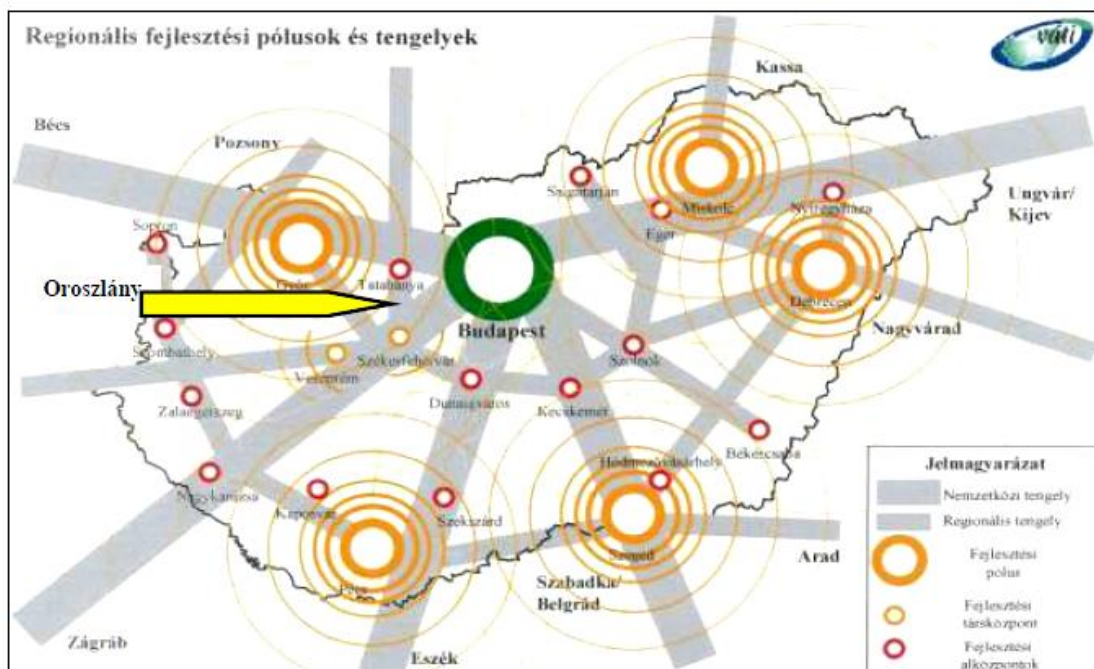 Regionális fejlesztési pólusok és tengelyek
váti
Kassa
Bécs
Pozsony
Ungvár/
Kijev
Salgótarján
Miskolc
Nyíregyháza
Eger
Sopron
Győr
Tatabánya
Oroszlány
Budapest
Debrecen
Nagyvárad
Szombathely
Székesfehérvár
Veszprém
Szolnok
Zalaegerszeg
Dunaújváros
Kecskemét
Békéscsaba
Hódmezővásárhely
Nagykanizsa
Kaposvár
Szekszárd
Szeged
Arad
Pécs
Szabadka/
Belgrád
Zágráb
Eszék
Jelmagyarázat
Nemzetközi tengely
Regionális tengely
Fejlesztési
pólus
Fejlesztési
társközpont
Fejlesztési
alközpontok